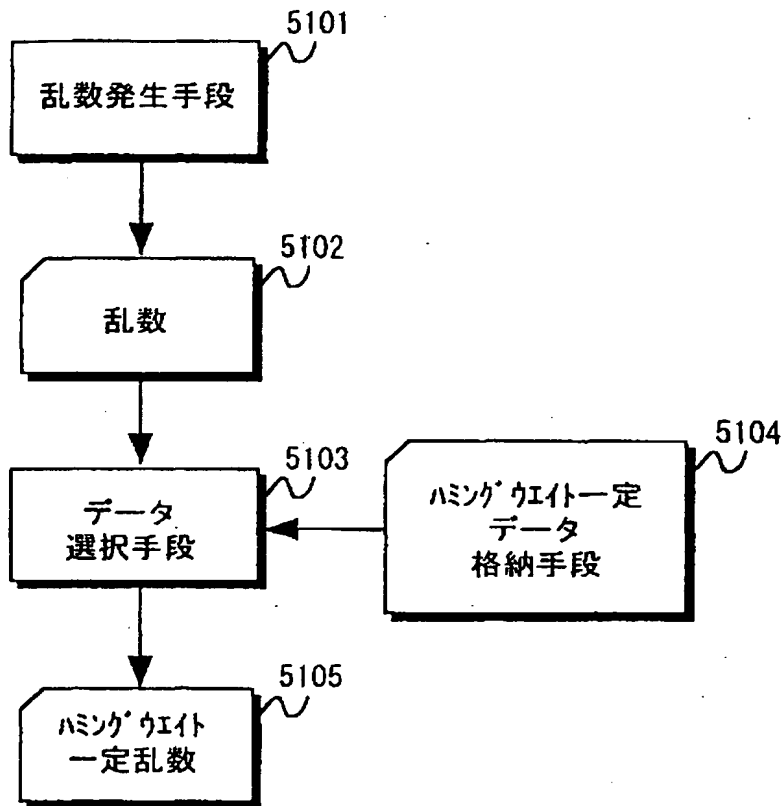 5101
乱数発生手段
5102
乱数
5103
データ
選択手段
5104
ﾊﾐﾝｸﾞｳｴｲﾄ一定
データ
格納手段
5105
ﾊﾐﾝｸﾞｳｴｲﾄ
一定乱数